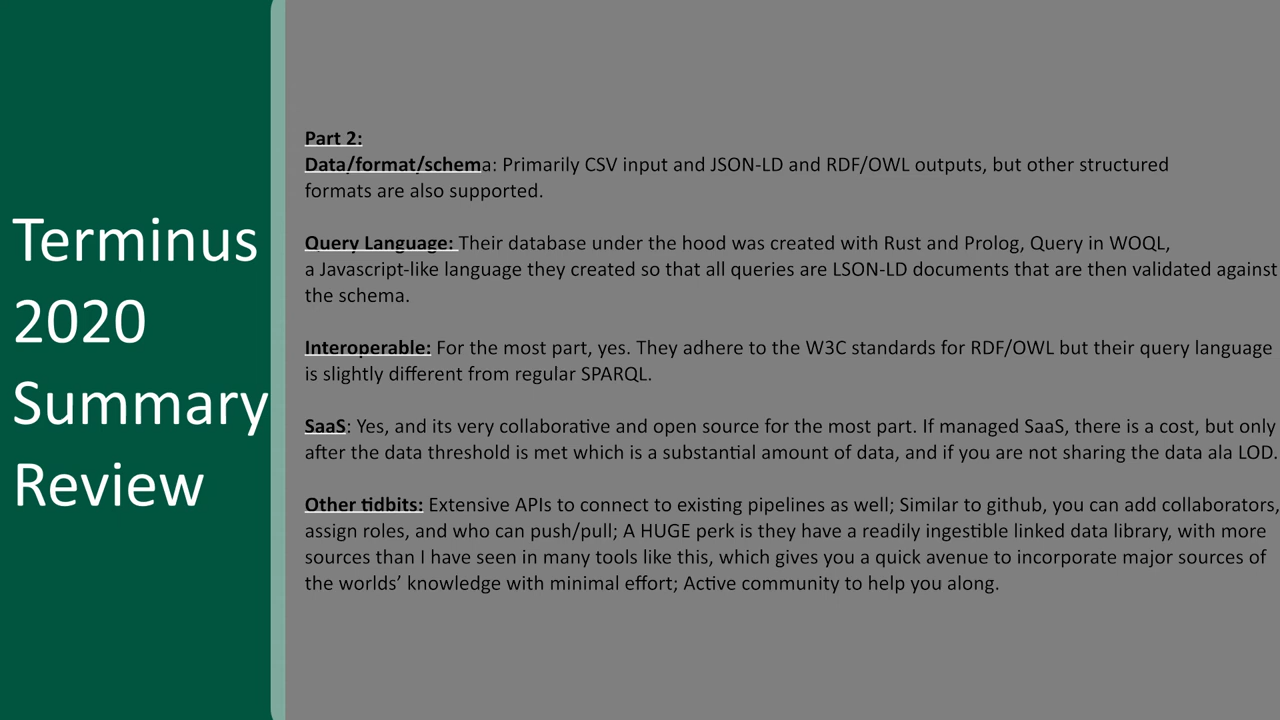 Terminus
2020
Summary
Review
Part 2:
Data/format/schema: Primarily CSV input and JSON-LD and RDF/OWL outputs, but other structured
formats are also supported.
Query Language: Their database under the hood was created with Rust and Prolog, Query in WOQL,
a Javascript-like language they created so that all queries are LSON-LD documents that are then validated against
the schema.
Interoperable: For the most part, yes. They adhere to the W3C standards for RDF/OWL but their query language
is slightly different from regular SPARQL.
SaaS: Yes, and its very collaborative and open source for the most part. If managed SaaS, there is a cost, but only
after the data threshold is met which is a substantial amount of data, and if you are not sharing the data ala LOD.
Other tidbits: Extensive APIs to connect to existing pipelines as well; Similar to github, you can add collaborators,
assign roles, and who can push/pull; A HUGE perk is they have a readily ingestible linked data library, with more
sources than I have seen in many tools like this, which gives you a quick avenue to incorporate major sources of
the worlds’ knowledge with minimal effort; Active community to help you along.